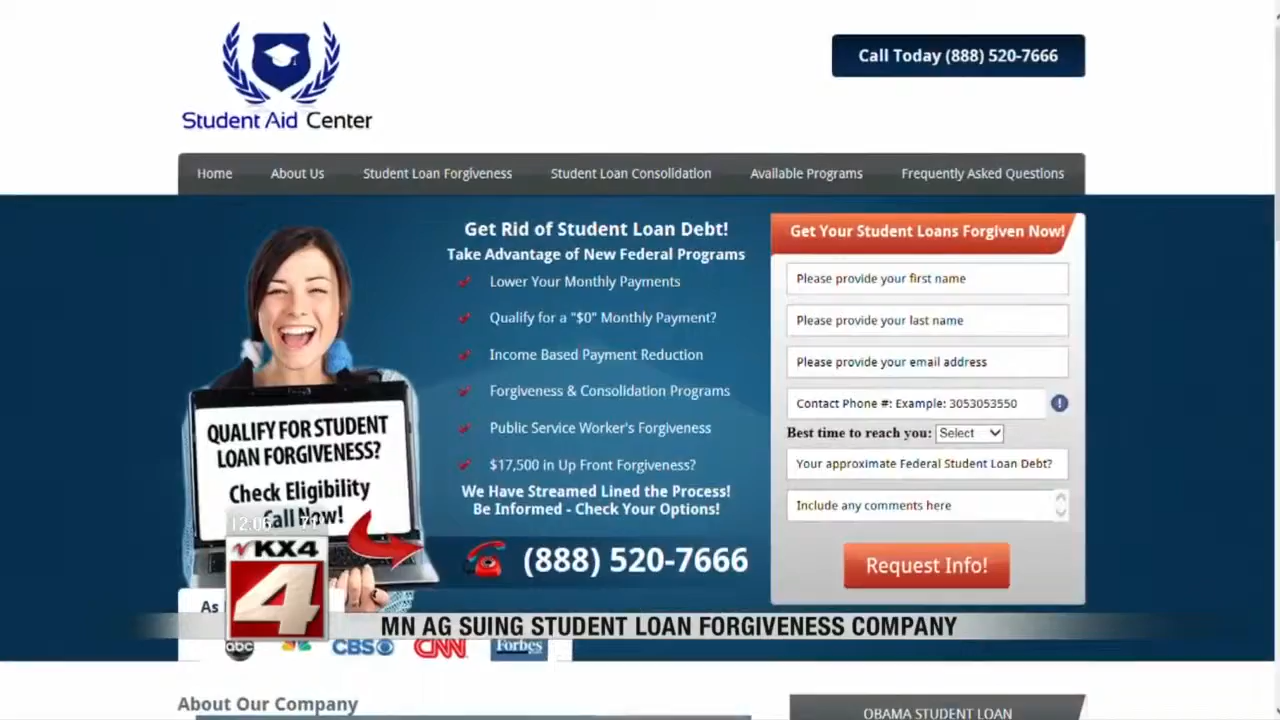 Student Aid Center
Call Today (888) 520-7666
Home About Us Student Loan Forgiveness Student Loan Consolidation Available Programs Frequently Asked Questions
Get Rid of Student Loan Debt!
Take Advantage of New Federal Programs
Lower Your Monthly Payments
Qualify for a "$0" Monthly Payment?
Income Based Payment Reduction
Forgiveness & Consolidation Programs
Public Service Worker's Forgiveness
$17,500 in Up Front Forgiveness?
We Have Streamed Lined the Process!
Be Informed - Check Your Options!
(888) 520-7666
QUALIFY FOR STUDENT
LOAN FORGIVENESS?
Check Eligibility
Call Now!
Get Your Student Loans Forgiven Now!
Please provide your first name
Please provide your last name
Please provide your email address
Contact Phone #: Example: 3053053550
Best time to reach you: Select
Your approximate Federal Student Loan Debt?
Include any comments here
Request Info!
12:06 71°
KX4
4
As
MN AG SUING STUDENT LOAN FORGIVENESS COMPANY
abc CBS CNN Forbes
About Our Company
OBAMA STUDENT LOAN